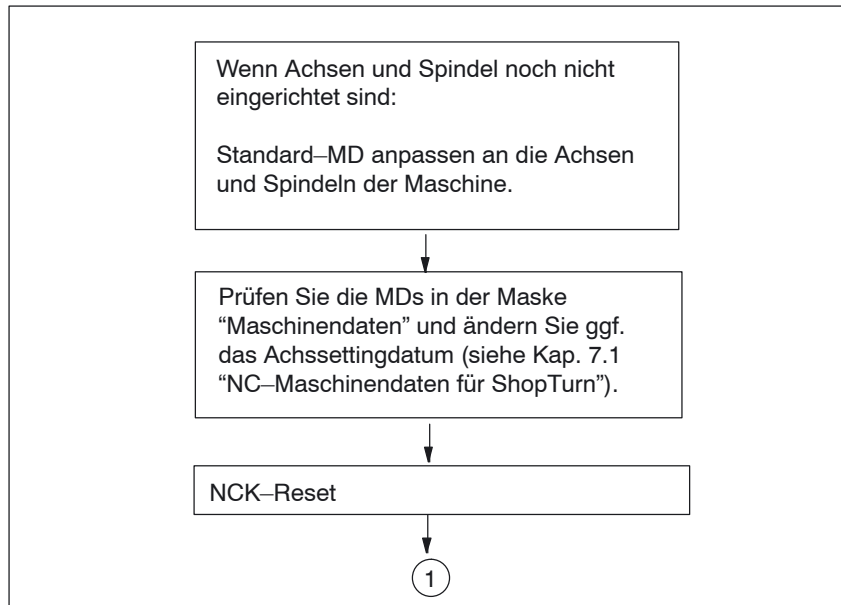 Wenn Achsen und Spindel noch nicht
eingerichtet sind:
Standard–MD anpassen an die Achsen
und Spindeln der Maschine.
Prüfen Sie die MDs in der Maske
“Maschinendaten” und ändern Sie ggf.
das Achssettingdatum (siehe Kap. 7.1
“NC–Maschinendaten für ShopTurn”).
NCK–Reset
1